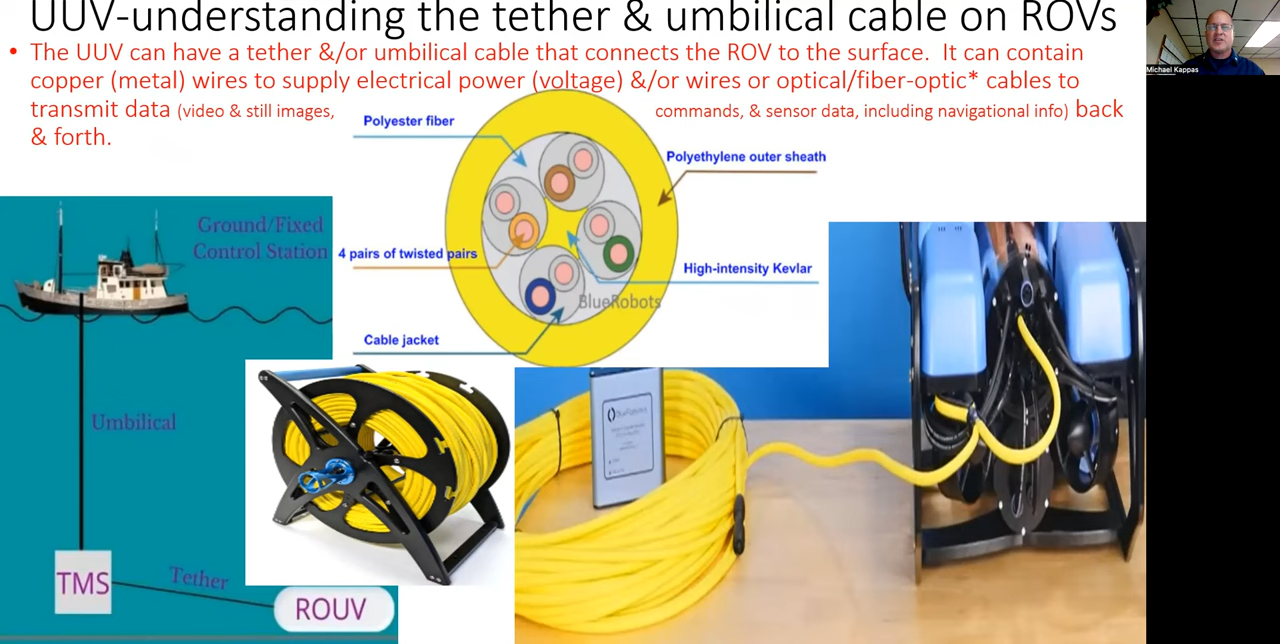 UUV-understanding the tether & umbilical cable on ROVs
• The UUV can have a tether &/or umbilical cable that connects the ROV to the surface. It can contain
copper (metal) wires to supply electrical power (voltage) &/or wires or optical/fiber-optic* cables to
transmit data (video & still images, commands, & sensor data, including navigational info) back
& forth.
Michael Kappas
Polyester fiber
Polyethylene outer sheath
4 pairs of twisted pairs
High-intensity Kevlar
BlueRobots
Cable jacket
Ground/Fixed
Control Station
Umbilical
TMS
Tether
ROUV